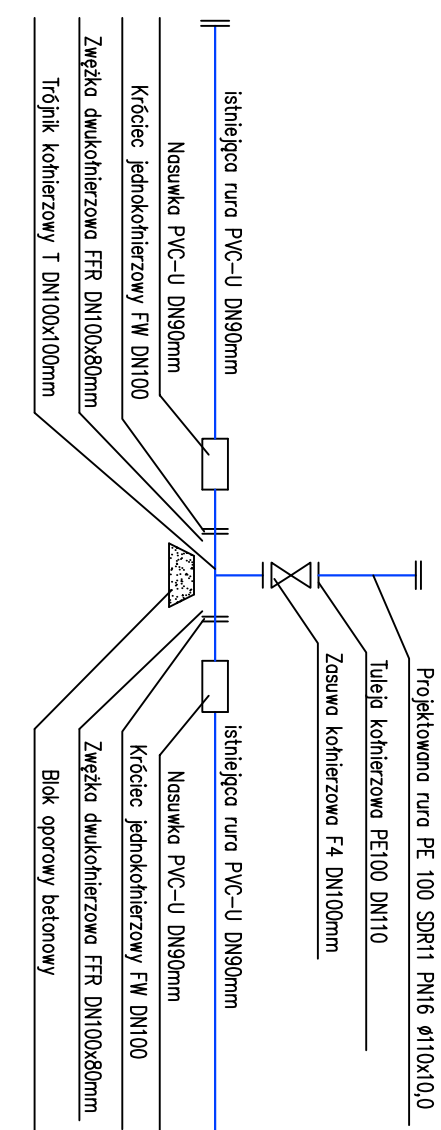 Projektowana rura PE 100 SDR11 PN16 ø110x10,0
Tuleja kołnierzowa PE100 DN110
Zasuwa kołnierzowa F4 DN100mm
istniejąca rura PVC-U DN90mm
Nasuwka PVC-U DN90mm
Króciec jednokołnierzowy FW DN100
Zwężka dwukołnierzowa FFR DN100x80mm
Trójnik kołnierzowy T DN100x100mm
istniejąca rura PVC-U DN90mm
Nasuwka PVC-U DN90mm
Króciec jednokołnierzowy FW DN100
Zwężka dwukołnierzowa FFR DN100x80mm
Blok oporowy betonowy